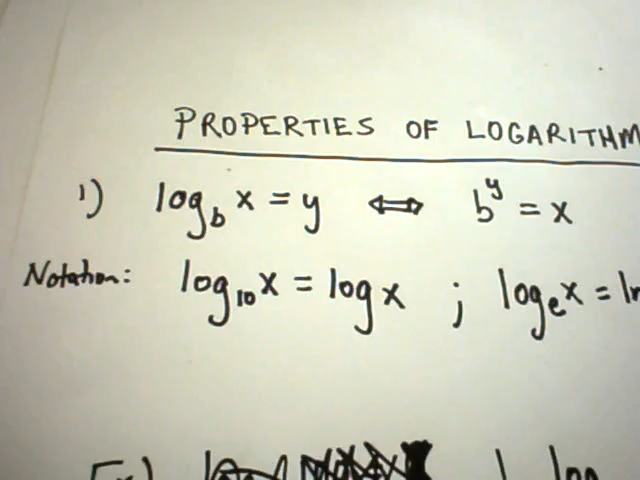 PROPERTIES OF LOGARITHM
1) log_b x = y ⟺ b^y = x
Notation: log_10 x = log x ; log_e x = ln